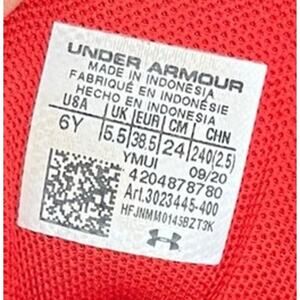 UNDER ARMOUR
MADE IN INDONESIA
FABRIQUÉ EN INDONÉSIE
HECHO EN INDONESIA
USA UK EUR CM CHN
6Y 5.5 38.5 24 240(2.5)
YMUI 09/20
4204878780
Art.3023445-400
HFJNMM0145BZT3K